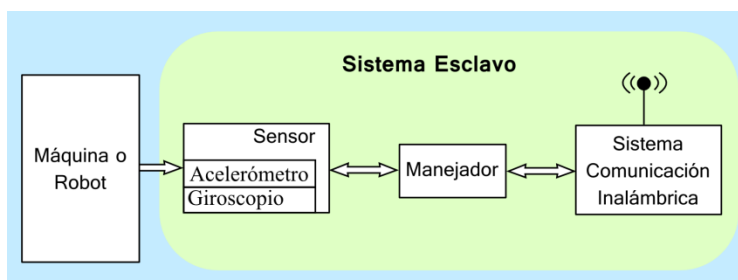 Sistema Esclavo
Máquina o
Robot
Sensor
Acelerómetro
Giroscopio
Manejador
Sistema
Comunicación
Inalámbrica